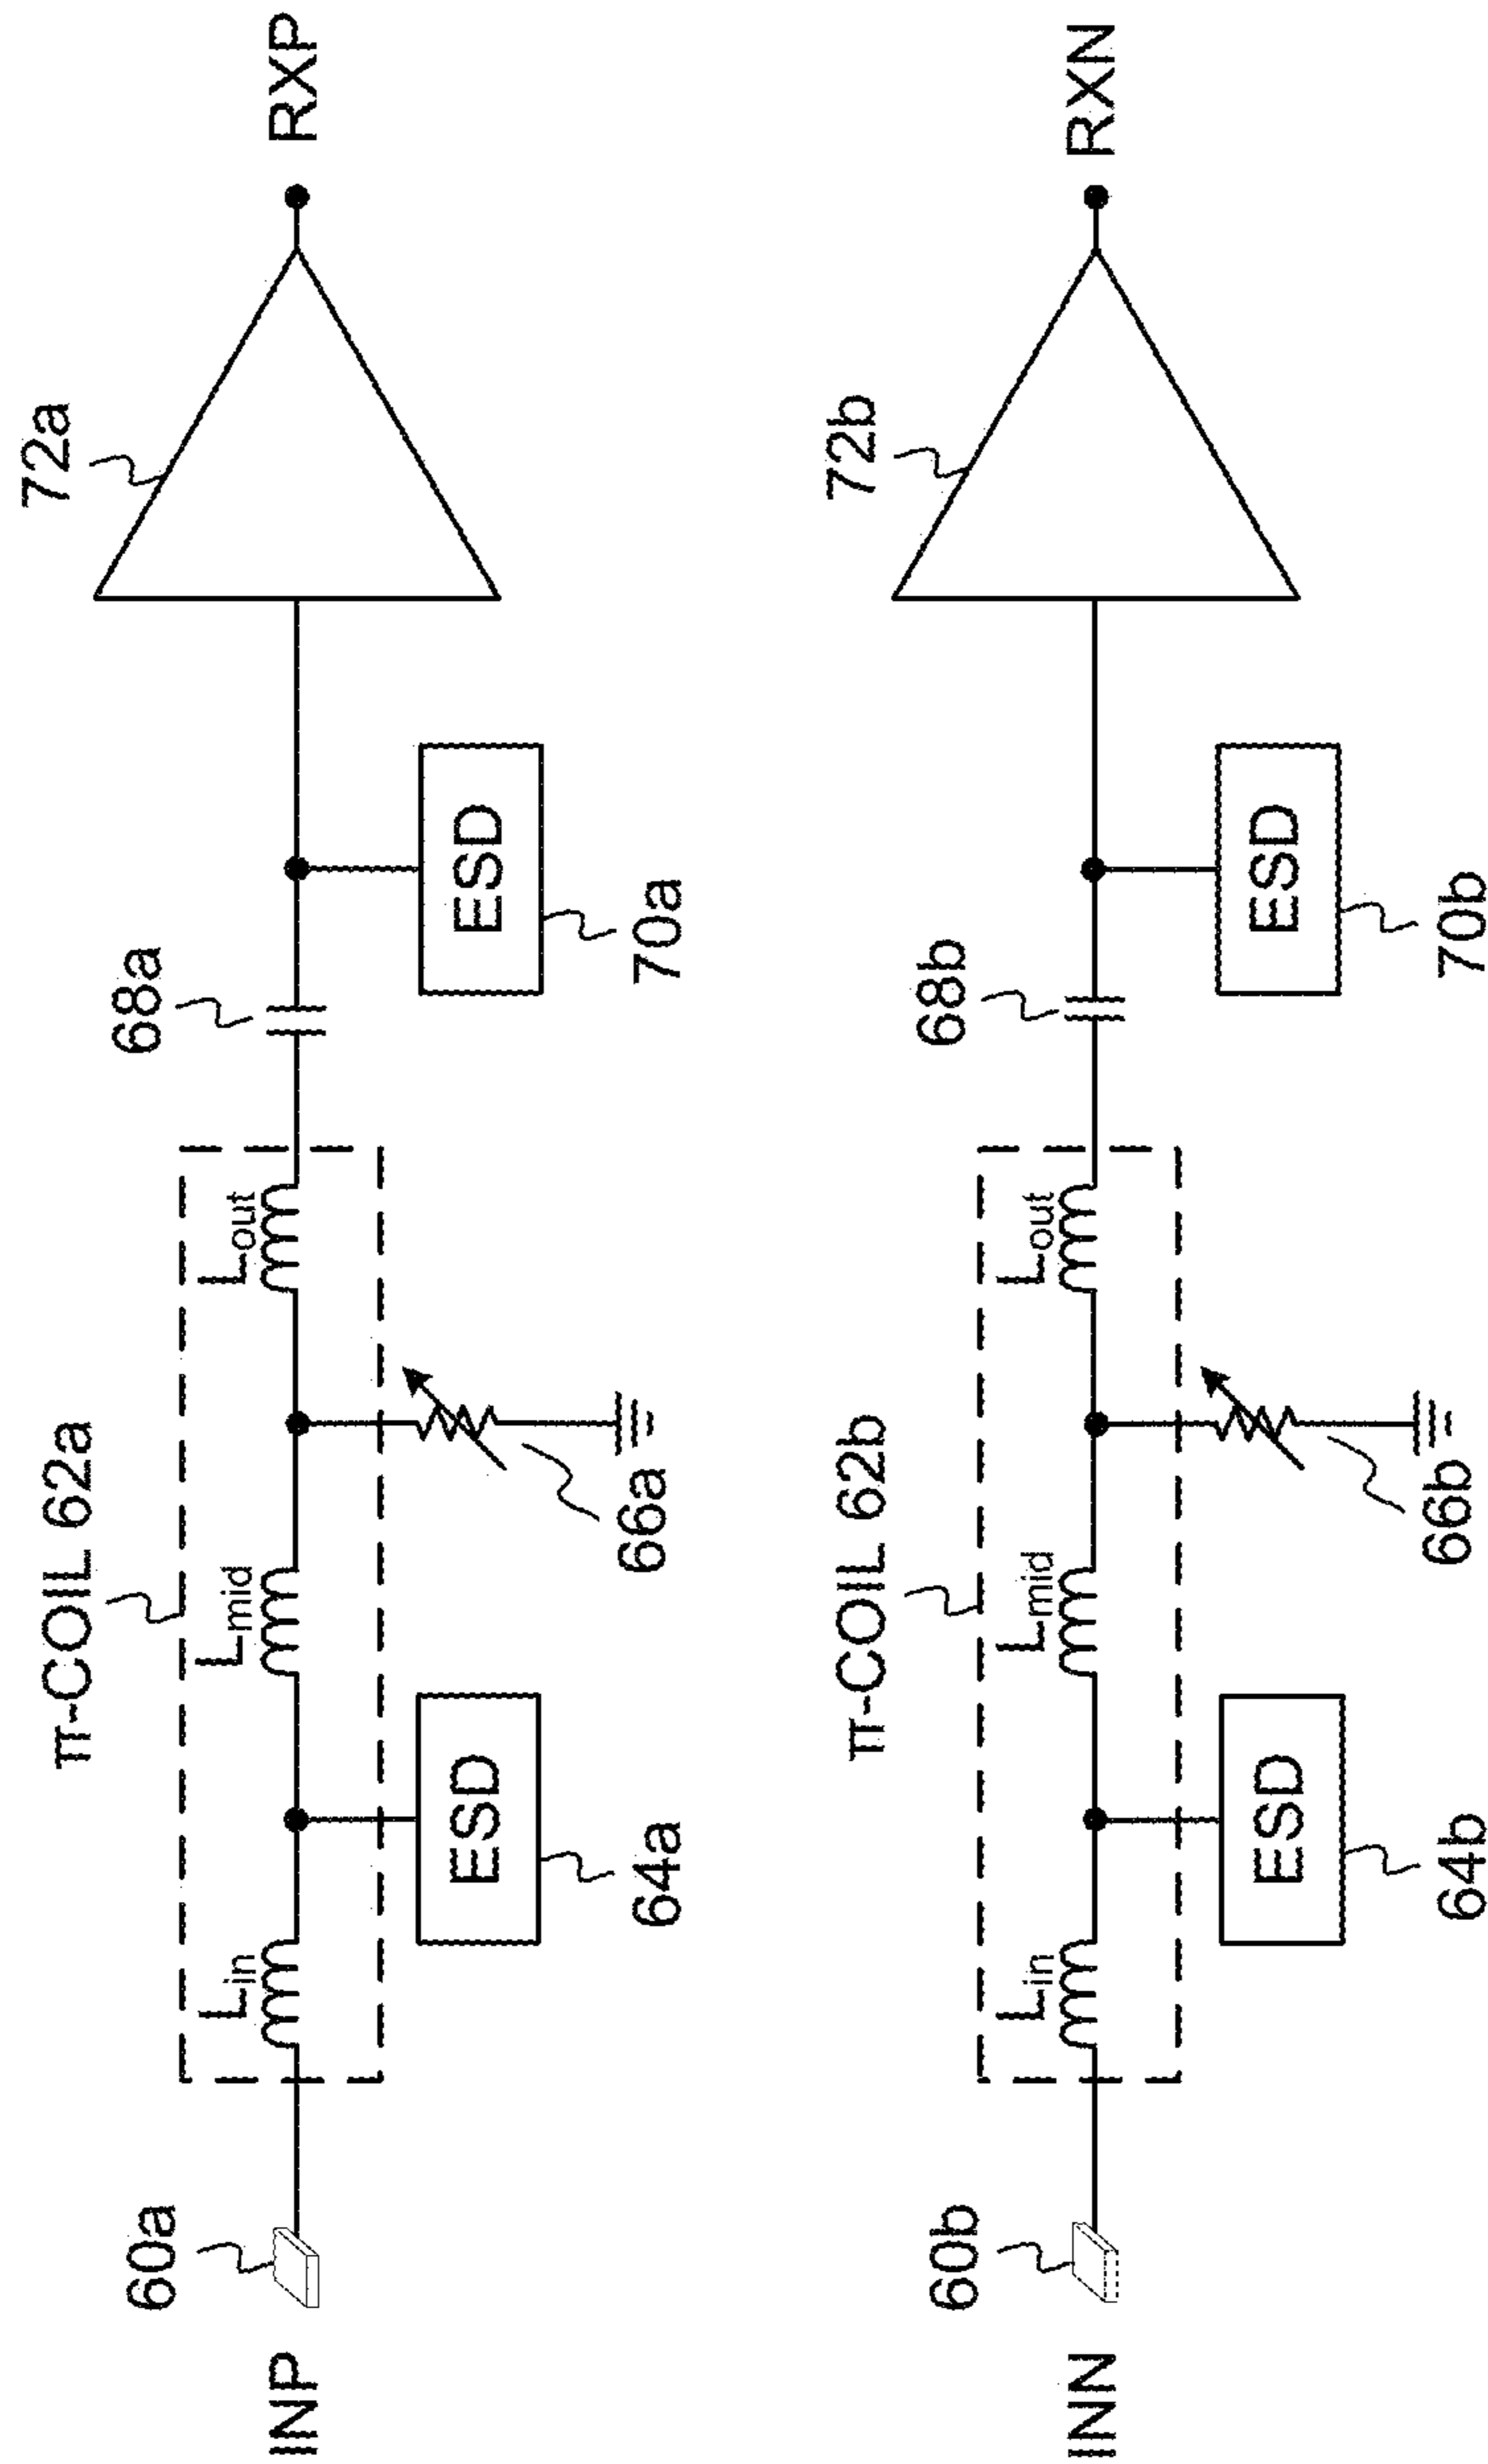 π-COIL 62a
72a
68a
60a
Lin
Lmid
Lout
INP
RXP
ESD
ESD
64a
66a
70a
π-COIL 62b
72b
68b
60b
Lin
Lmid
Lout
INN
RXN
ESD
ESD
64b
66b
70b